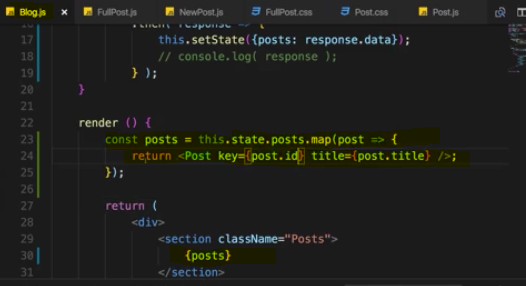 Blog.js × FullPost.js NewPost.js FullPost.css Post.css Post.js
16 .then( response => {
17 this.setState({posts: response.data});
18 // console.log( response );
19 } );
20 }
21
22 render () {
23 const posts = this.state.posts.map(post => {
24 return <Post key={post.id} title={post.title} />;
25 });
26
27 return (
28 <div>
29 <section className="Posts">
30 {posts}
31 </section>